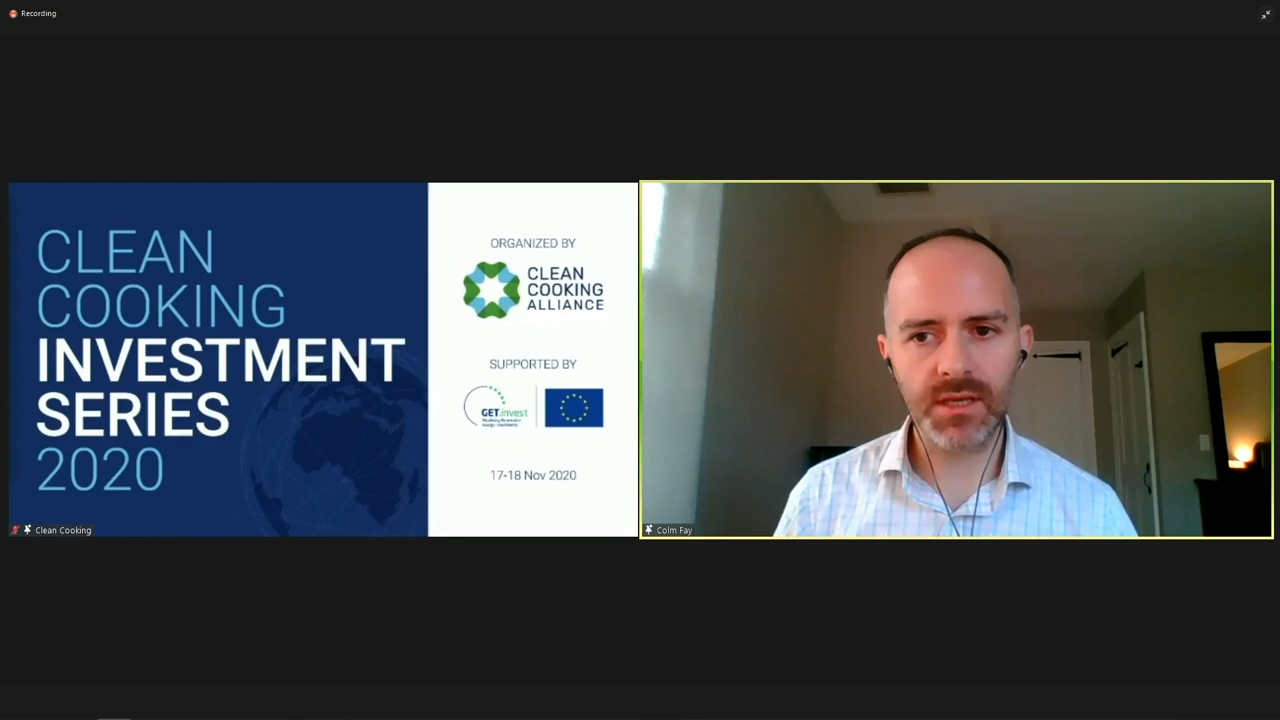 Recording
CLEAN
COOKING
INVESTMENT
SERIES
2020
ORGANIZED BY
CLEAN
COOKING
ALLIANCE
SUPPORTED BY
GET.invest
17-18 Nov 2020
Clean Cooking
Colm Fay